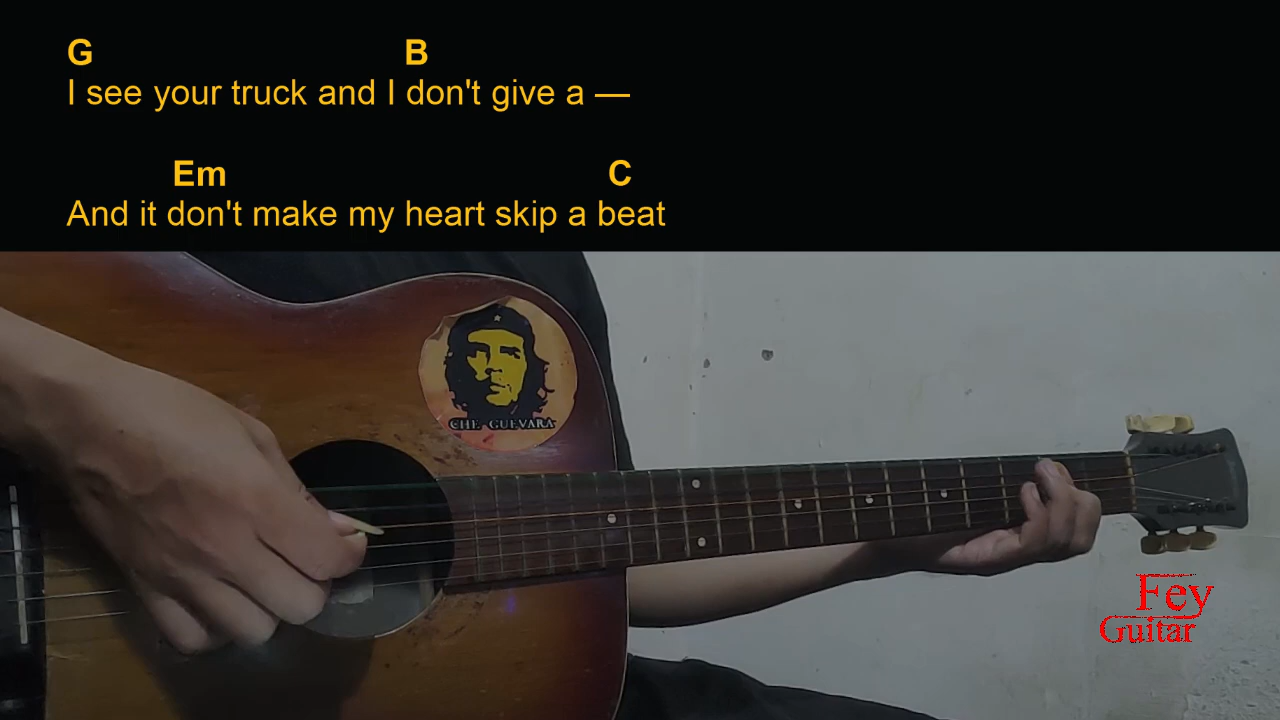 G B
I see your truck and I don't give a —
Em C
And it don't make my heart skip a beat
CHE GUEVARA
Fey
Guitar